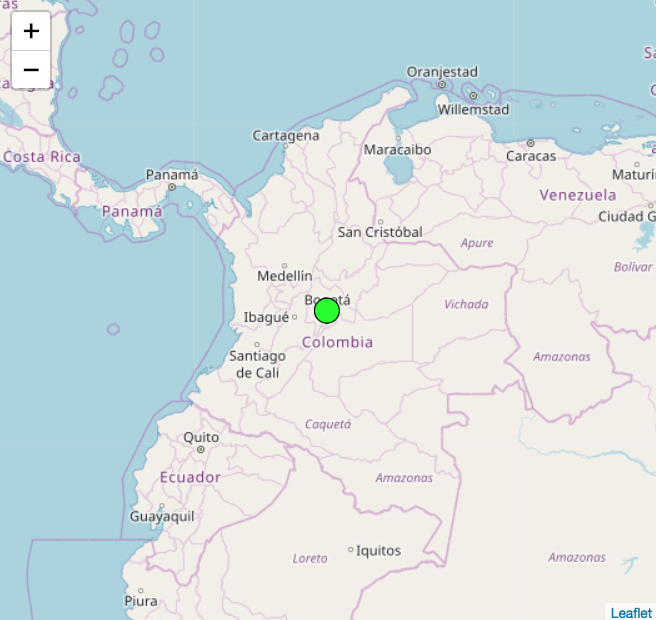 +
−
Oranjestad
Willemstad
Cartagena
Maracaibo
Caracas
Costa Rica
Panamá
Panamá
Venezuela
San Cristóbal
Apure
Medellín
Bogotá
Ibagué
Vichada
Colombia
Santiago
de Cali
Amazonas
Caquetá
Quito
Ecuador
Amazonas
Guayaquil
Loreto
Iquitos
Amazonas
Piura
Bolívar
Ciudad G
Maturí
Leaflet